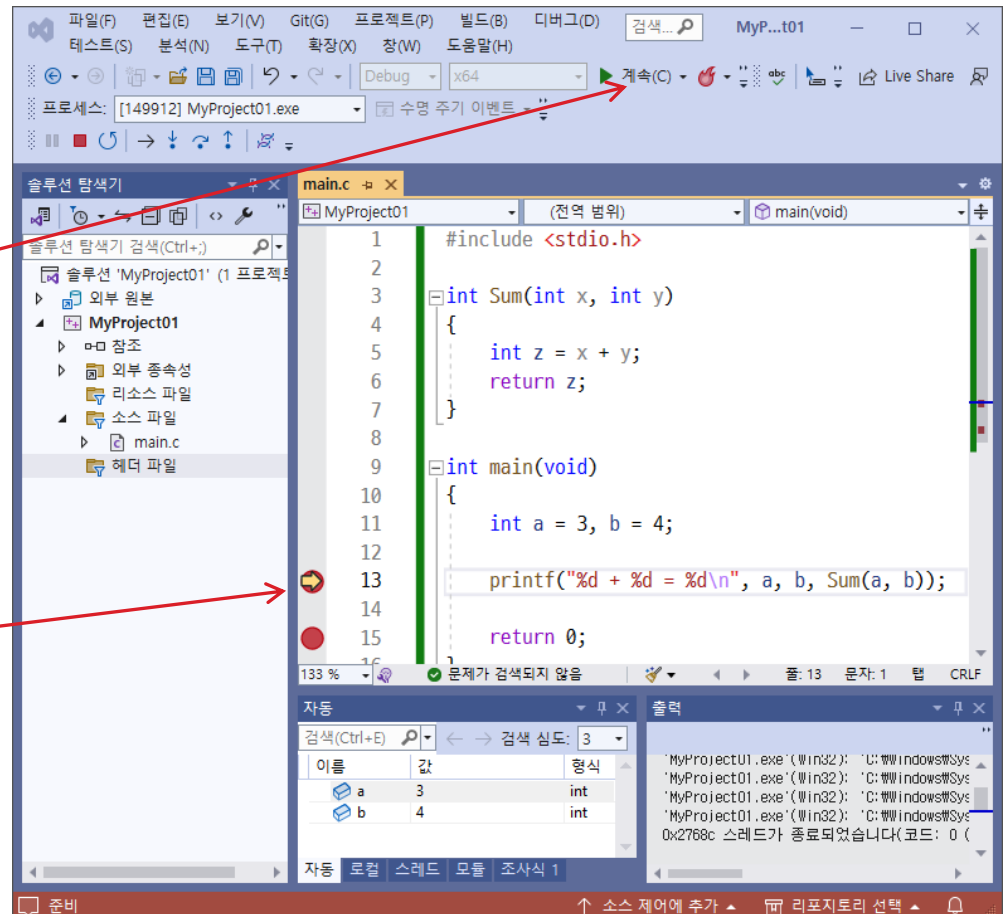 파일(F) 편집(E) 보기(V) Git(G) 프로젝트(P) 빌드(B) 디버그(D) 검색... MyP...t01
테스트(S) 분석(N) 도구(T) 확장(X) 창(W) 도움말(H)
Debug x64 계속(C) abc Live Share
프로세스: [149912] MyProject01.exe 수명 주기 이벤트
솔루션 탐색기
솔루션 탐색기 검색(Ctrl+;)
솔루션 'MyProject01' (1 프로젝트
외부 원본
MyProject01
참조
외부 종속성
리소스 파일
소스 파일
main.c
헤더 파일
main.c
MyProject01 (전역 범위) main(void)
1 #include <stdio.h>
2
3 int Sum(int x, int y)
4 {
5 int z = x + y;
6 return z;
7 }
8
9 int main(void)
10 {
11 int a = 3, b = 4;
12
13 printf("%d + %d = %d\n", a, b, Sum(a, b));
14
15 return 0;
16 }
133 % 문제가 검색되지 않음 줄: 13 문자: 1 탭 CRLF
자동
검색(Ctrl+E) 검색 심도: 3
이름 값 형식
a 3 int
b 4 int
자동 로컬 스레드 모듈 조사식 1
출력
'MyProject01.exe'(Win32): 'C:₩Windows₩Sys
'MyProject01.exe'(Win32): 'C:₩Windows₩Sys
'MyProject01.exe'(Win32): 'C:₩Windows₩Sys
'MyProject01.exe'(Win32): 'C:₩Windows₩Sys
0x2768c 스레드가 종료되었습니다(코드: 0 (
준비 소스 제어에 추가 리포지토리 선택